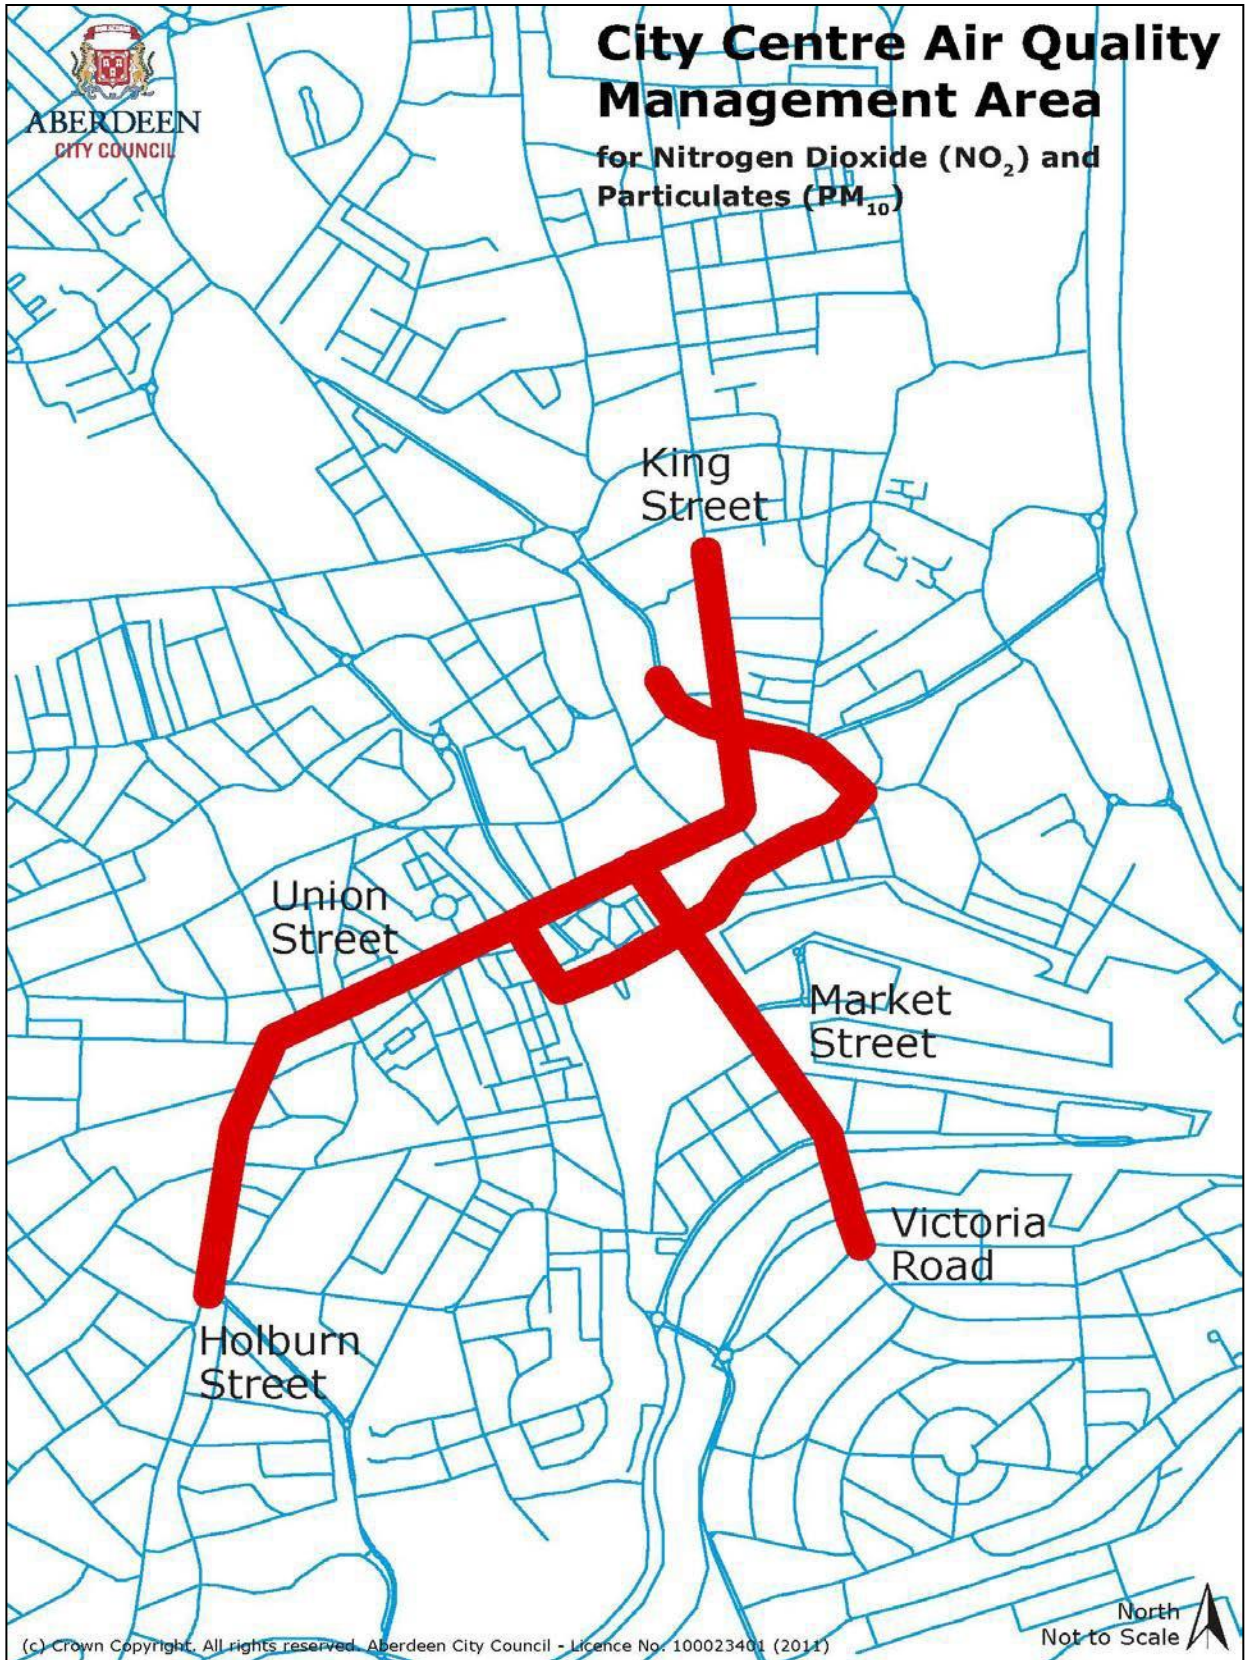 ABERDEEN
CITY COUNCIL
City Centre Air Quality
Management Area
for Nitrogen Dioxide (NO₂) and
Particulates (PM₁₀)
King
Street
Union
Street
Market
Street
Victoria
Road
Holburn
Street
North
Not to Scale
(c) Crown Copyright. All rights reserved. Aberdeen City Council - Licence No. 100023401 (2011)